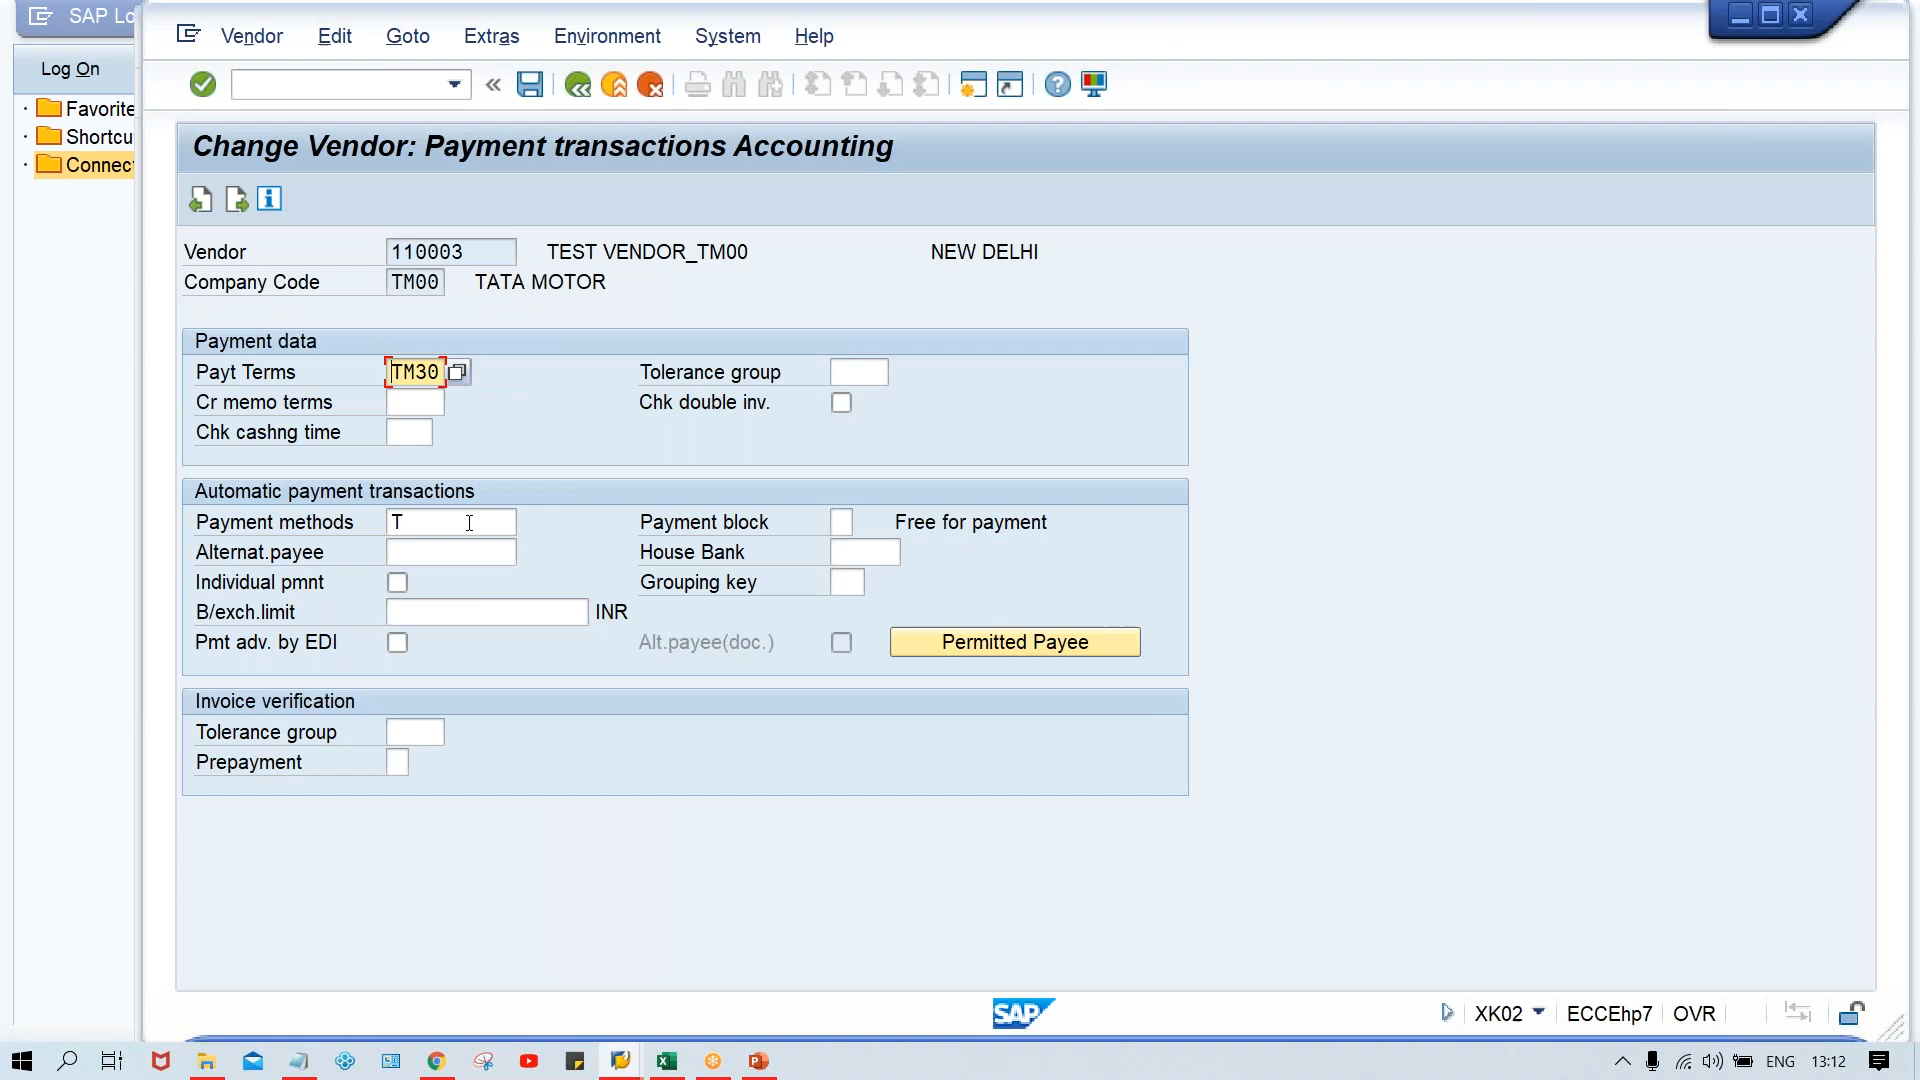 SAP Lo
Vendor Edit Goto Extras Environment System Help
Log On
Favorite
Shortcu
Connec
Change Vendor: Payment transactions Accounting
Vendor 110003 TEST VENDOR_TM00 NEW DELHI
Company Code TM00 TATA MOTOR
Payment data
Payt Terms TM30 Tolerance group
Cr memo terms Chk double inv.
Chk cashng time
Automatic payment transactions
Payment methods T Payment block Free for payment
Alternat.payee House Bank
Individual pmnt Grouping key
B/exch.limit INR
Pmt adv. by EDI Alt.payee(doc.) Permitted Payee
Invoice verification
Tolerance group
Prepayment
SAP XK02 ECCEhp7 OVR
ENG 13:12